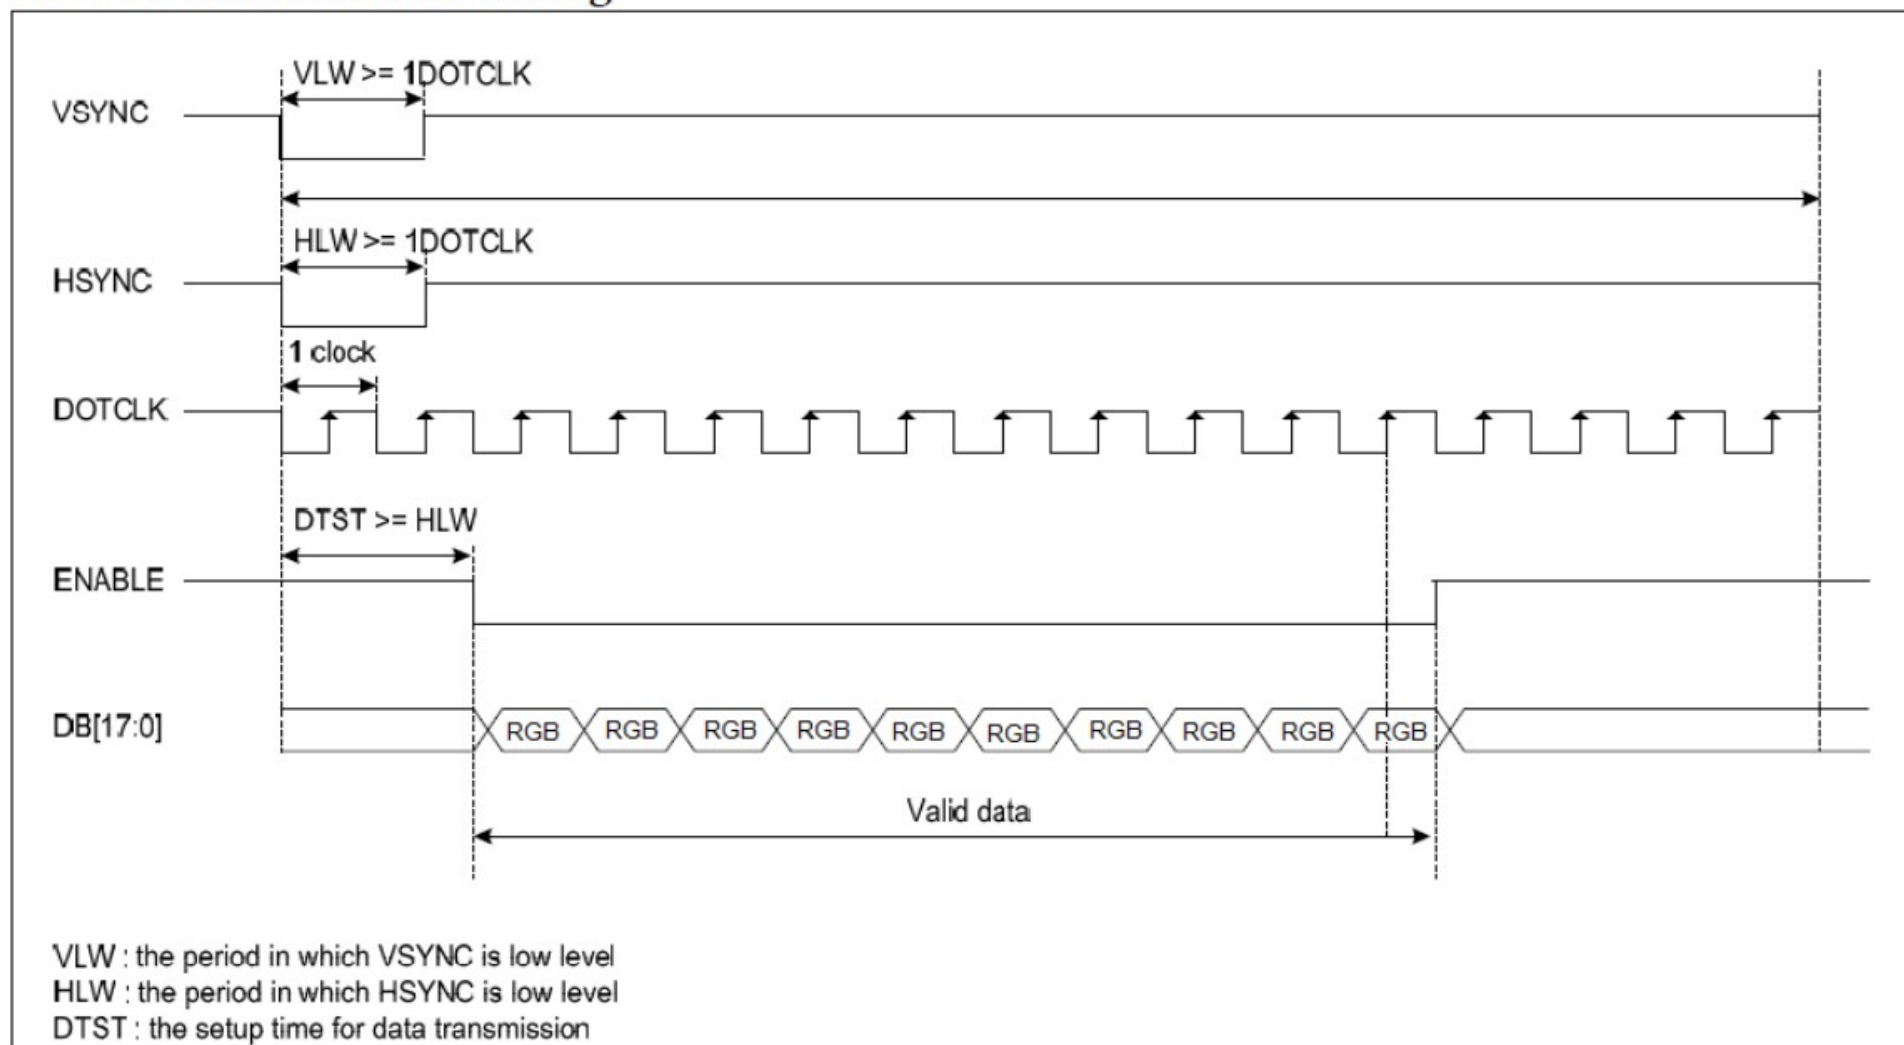 VLW >= 1DOTCLK
VSYNC
HLW >= 1DOTCLK
HSYNC
1 clock
DOTCLK
DTST >= HLW
ENABLE
DB[17:0] RGB RGB RGB RGB RGB RGB RGB RGB RGB RGB
Valid data
VLW : the period in which VSYNC is low level
HLW : the period in which HSYNC is low level
DTST : the setup time for data transmission